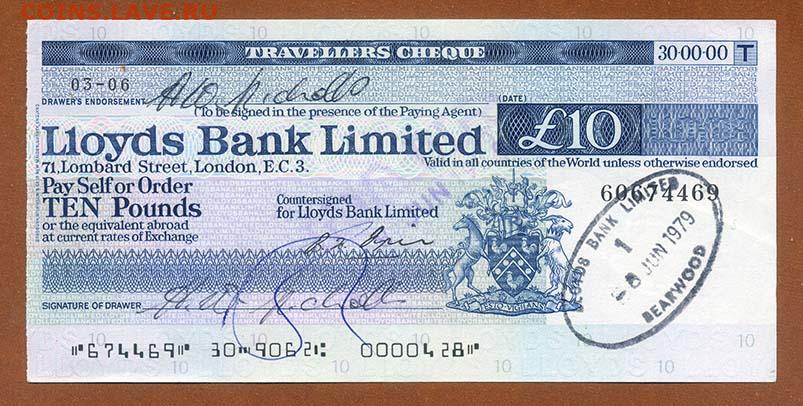 COINS.LAVE.RU
TRAVELLERS CHEQUE 30·00·00 T
03-06
DRAWER'S ENDORSEMENT
(To be signed in the presence of the Paying Agent) (DATE) £10
Lloyds Bank Limited Valid in all countries of the World unless otherwise endorsed
71, Lombard Street, London, E.C.3. 60674469
Pay Self or Order
TEN Pounds Countersigned
for Lloyds Bank Limited
or the equivalent abroad
at current rates of Exchange
SIGNATURE OF DRAWER
LLOYDS BANK LIMITED
1
-8 JUN 1979
BEARWOOD
⑈674469⑈ 30⑈9062⑆ 0000428⑈
10 10 10 10